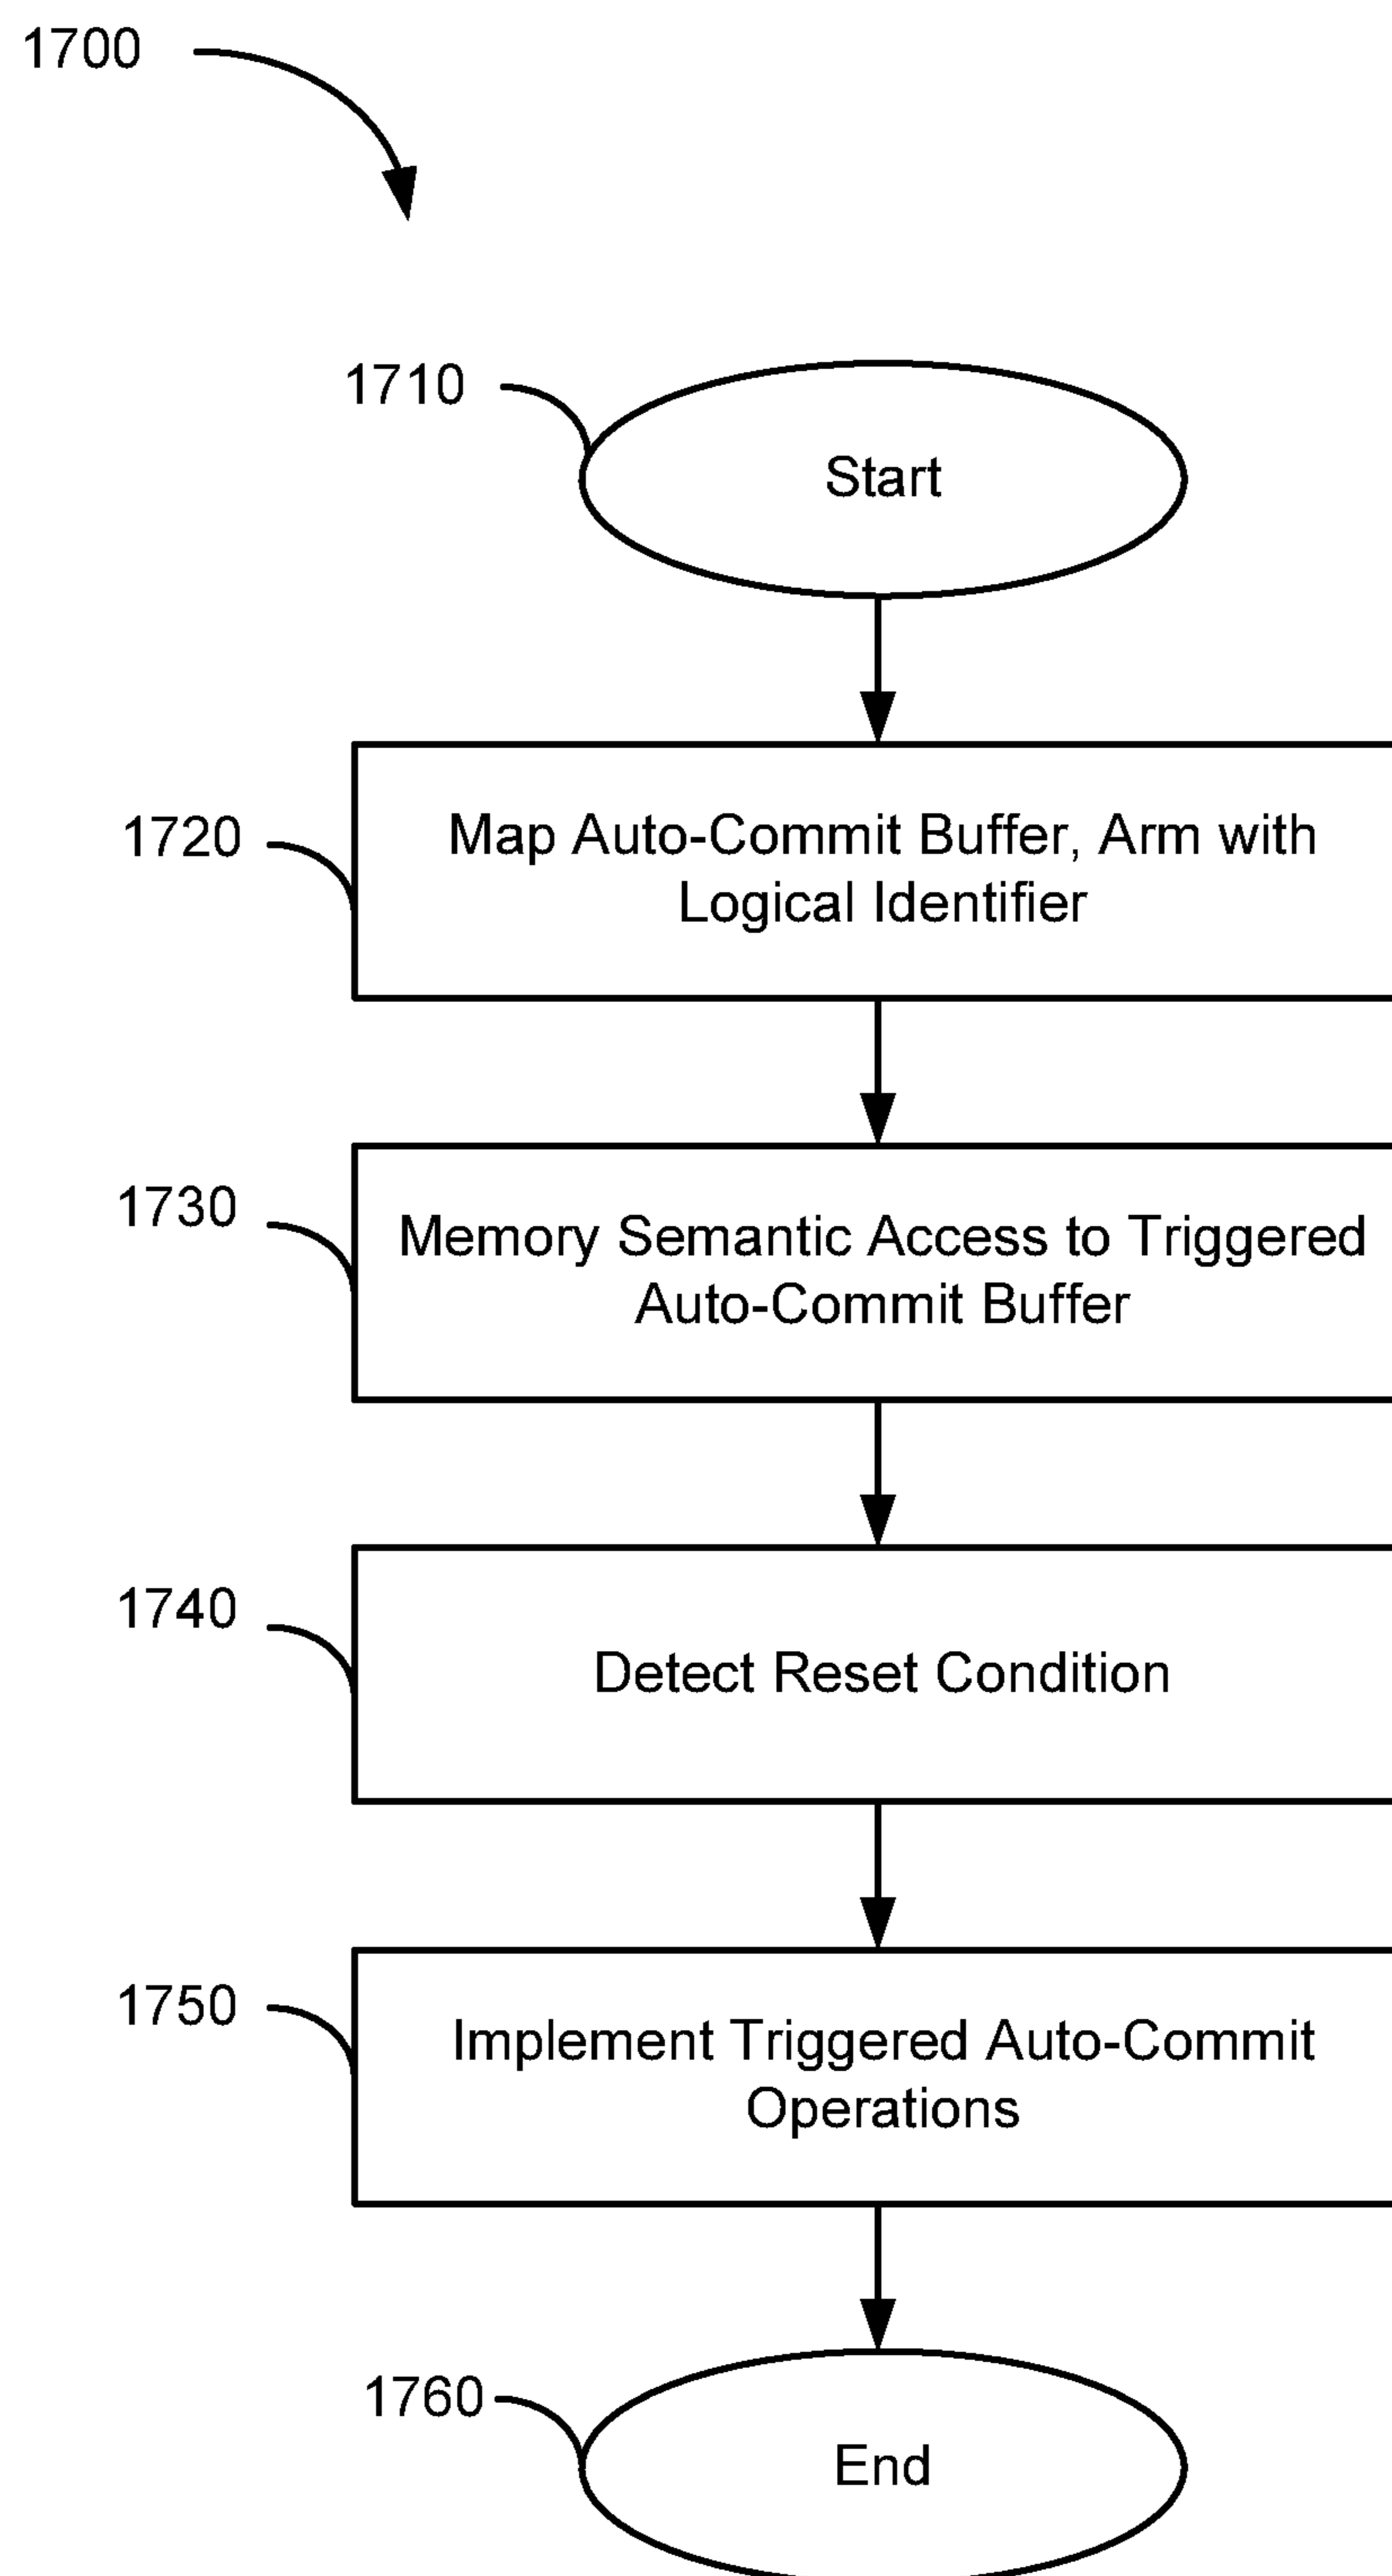 1700
1710
Start
1720
Map Auto-Commit Buffer, Arm with
Logical Identifier
1730
Memory Semantic Access to Triggered
Auto-Commit Buffer
1740
Detect Reset Condition
1750
Implement Triggered Auto-Commit
Operations
1760
End